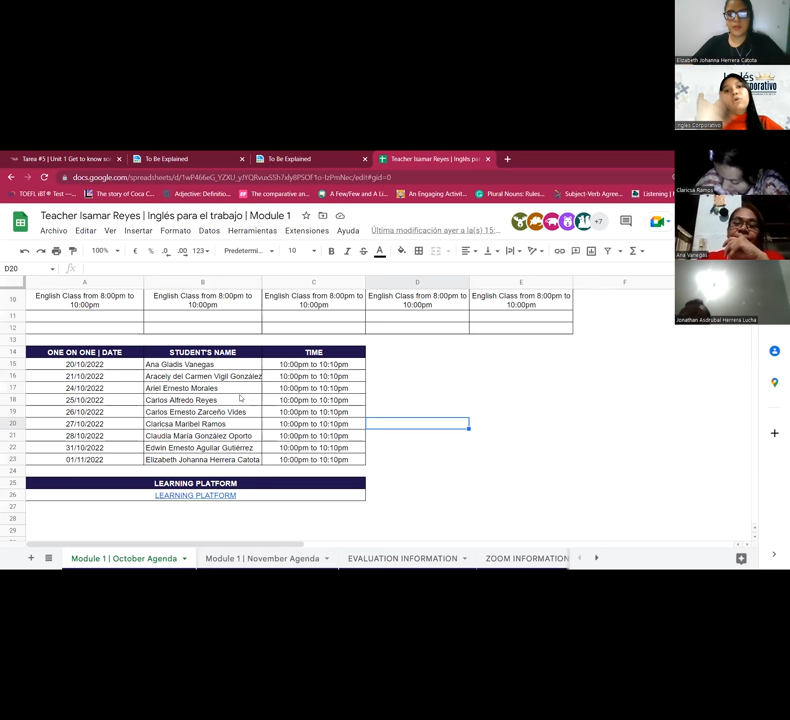 Elizabeth Johanna Herrera Catota
Inglés Corporativo
Claricsa Ramos
Ana Vanegas
Jonathan Asdrubal Herrera Lucha
Tarea #5 | Unit 1 Get to know so
To Be Explained
To Be Explained
Teacher Isamar Reyes | Inglés pa
TOEFL iBT® Test —...
The story of Coca C...
Adjective: Definitio...
The comparative an...
A Few/Few and A Li...
An Engaging Activit...
Plural Nouns: Rules...
Subject-Verb Agree...
Listening
Teacher Isamar Reyes | Inglés para el trabajo | Module 1
Archivo Editar Ver Insertar Formato Datos Herramientas Extensiones Ayuda
Última modificación ayer a la(s) 15:...
+7
100% € % .0 .00 123 Predetermi... 10 B I S A
D20 fx
A B C D E F
10 English Class from 8:00pm to 10:00pm English Class from 8:00pm to 10:00pm English Class from 8:00pm to 10:00pm English Class from 8:00pm to 10:00pm English Class from 8:00pm to 10:00pm
11
12
13
14 ONE ON ONE | DATE STUDENT'S NAME TIME
15 20/10/2022 Ana Gladis Vanegas 10:00pm to 10:10pm
16 21/10/2022 Aracely del Carmen Vigil González 10:00pm to 10:10pm
17 24/10/2022 Ariel Ernesto Morales 10:00pm to 10:10pm
18 25/10/2022 Carlos Alfredo Reyes 10:00pm to 10:10pm
19 26/10/2022 Carlos Ernesto Zarceño Vides 10:00pm to 10:10pm
20 27/10/2022 Claricsa Maribel Ramos 10:00pm to 10:10pm
21 28/10/2022 Claudia María González Oporto 10:00pm to 10:10pm
22 31/10/2022 Edwin Ernesto Aguilar Gutiérrez 10:00pm to 10:10pm
23 01/11/2022 Elizabeth Johanna Herrera Catota 10:00pm to 10:10pm
24
25 LEARNING PLATFORM
26 LEARNING PLATFORM
27
28
29
Module 1 | October Agenda Module 1 | November Agenda EVALUATION INFORMATION ZOOM INFORMATION